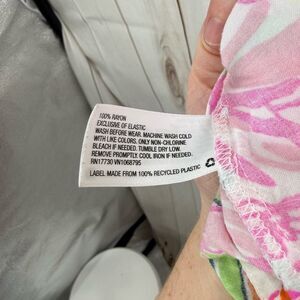 100% RAYON
EXCLUSIVE OF ELASTIC
WASH BEFORE WEAR. MACHINE WASH COLD
WITH LIKE COLORS. ONLY NON-CHLORINE
BLEACH IF NEEDED. TUMBLE DRY LOW.
REMOVE PROMPTLY. COOL IRON IF NEEDED.
RN17730 VN1068795
LABEL MADE FROM 100% RECYCLED PLASTIC